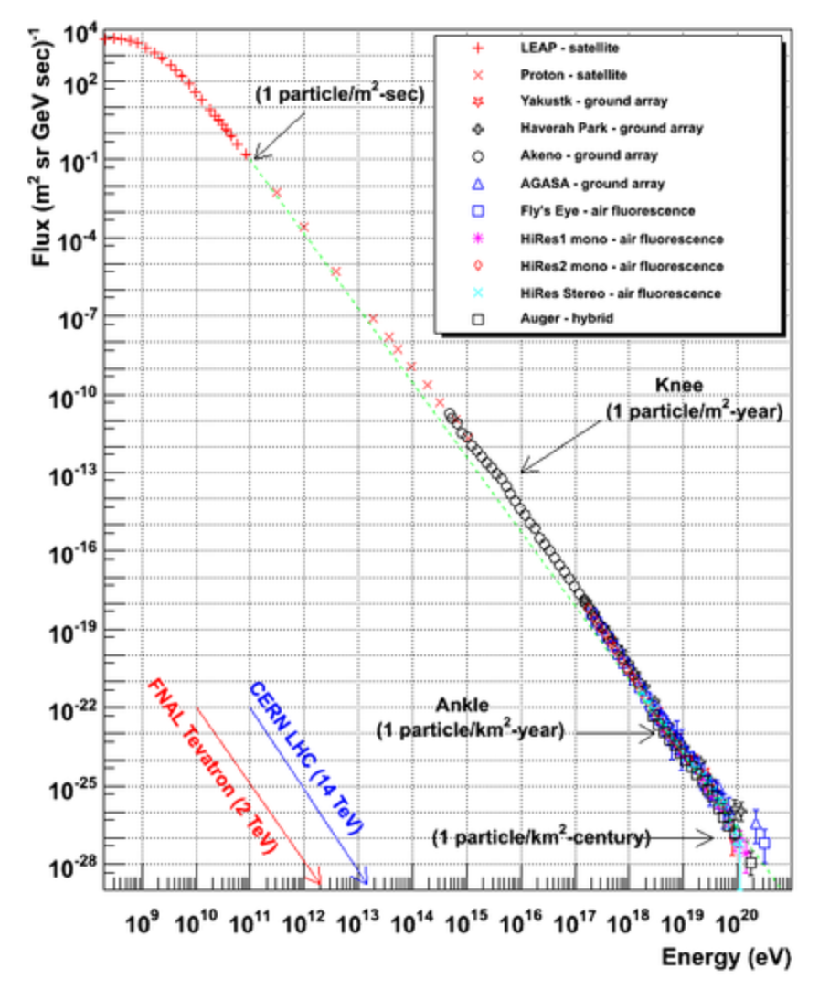 Flux (m² sr GeV sec)⁻¹
10⁴
10²
10⁻¹
10⁻⁴
10⁻⁷
10⁻¹⁰
10⁻¹³
10⁻¹⁶
10⁻¹⁹
10⁻²²
10⁻²⁵
10⁻²⁸
(1 particle/m²-sec)
LEAP - satellite
Proton - satellite
Yakustk - ground array
Haverah Park - ground array
Akeno - ground array
AGASA - ground array
Fly's Eye - air fluorescence
HiRes1 mono - air fluorescence
HiRes2 mono - air fluorescence
HiRes Stereo - air fluorescence
Auger - hybrid
Knee
(1 particle/m²-year)
Ankle
(1 particle/km²-year)
(1 particle/km²-century)
FNAL Tevatron (2 TeV)
CERN LHC (14 TeV)
10⁹ 10¹⁰ 10¹¹ 10¹² 10¹³ 10¹⁴ 10¹⁵ 10¹⁶ 10¹⁷ 10¹⁸ 10¹⁹ 10²⁰
Energy (eV)